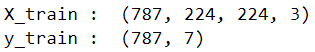 X_train :  (787, 224, 224, 3)
y_train :  (787, 7)